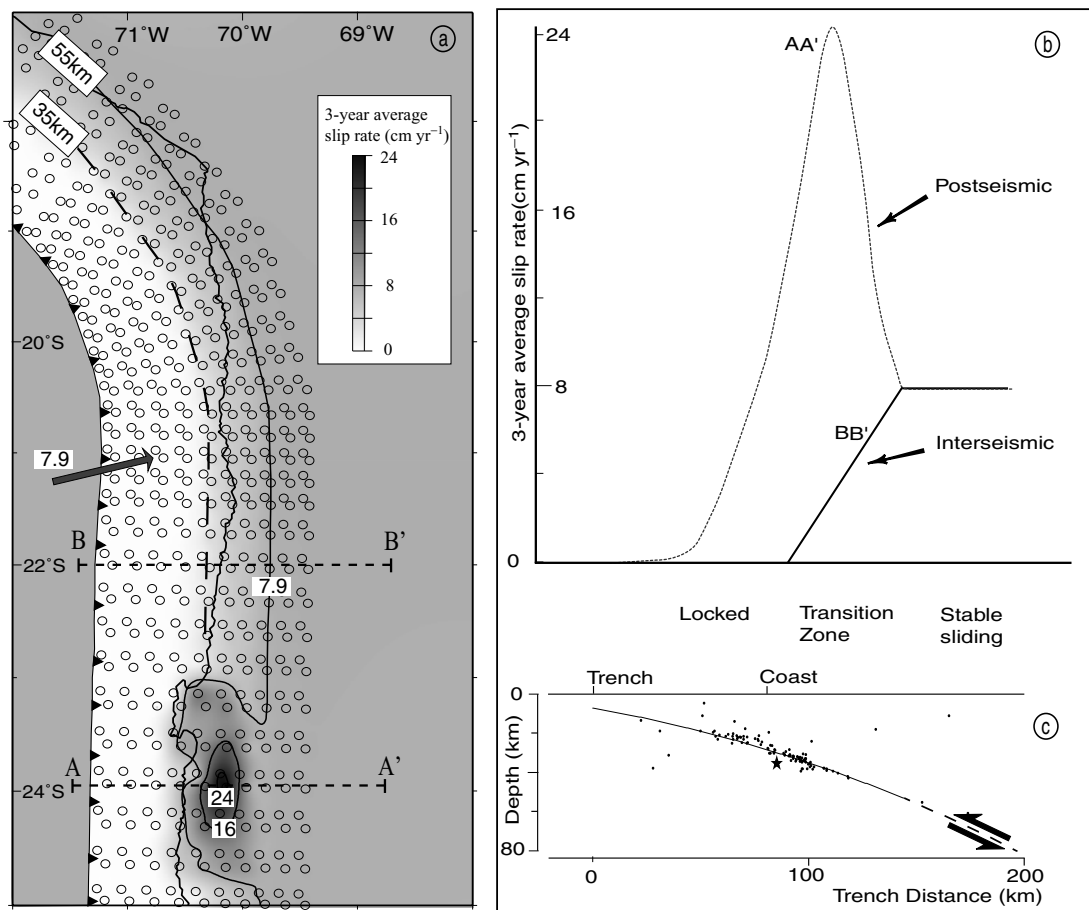 71°W 70°W 69°W
a
55km
35km
3-year average
slip rate (cm yr⁻¹)
24
16
8
0
20°S
7.9
B B'
22°S
7.9
A A'
24°S
24
16
b
24
AA'
3-year average slip rate(cm yr⁻¹)
Postseismic
16
8
BB'
Interseismic
0
Locked
Transition
Zone
Stable
sliding
Trench
Coast
c
0
Depth (km)
80
0 100 200
Trench Distance (km)